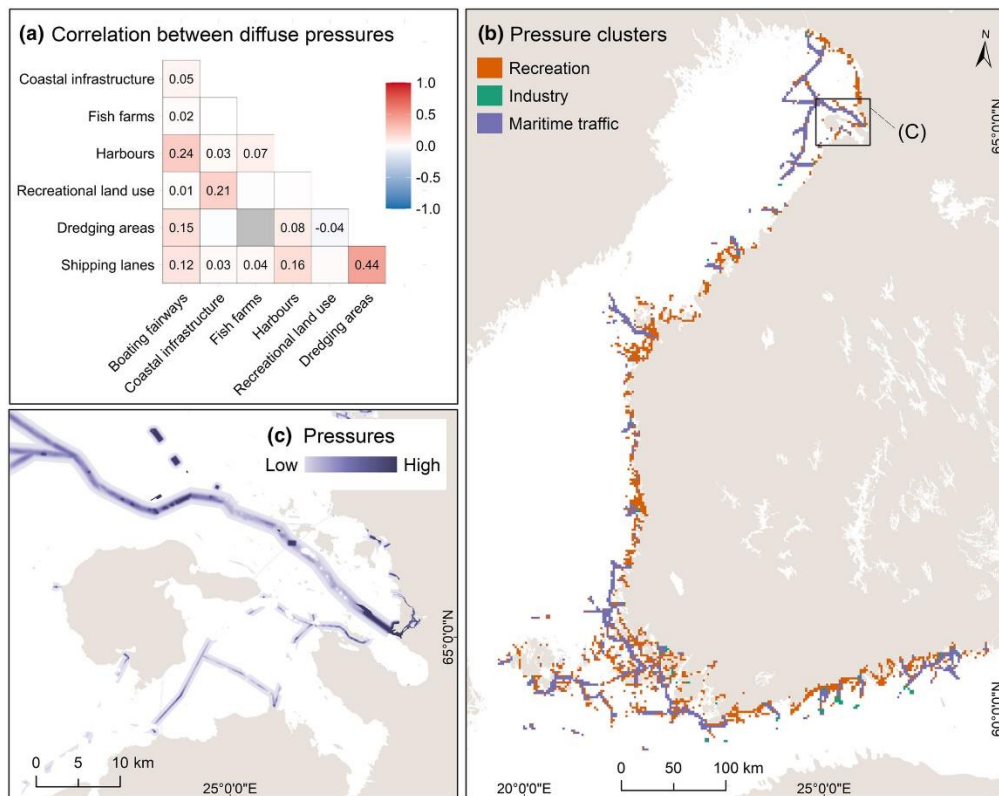 (a) Correlation between diffuse pressures
Coastal infrastructure 0.05
Fish farms 0.02
Harbours 0.24 0.03 0.07
Recreational land use 0.01 0.21
Dredging areas 0.15 0.08 -0.04
Shipping lanes 0.12 0.03 0.04 0.16 0.44
Boating fairways
Coastal infrastructure
Fish farms
Harbours
Recreational land use
Dredging areas
1.0
0.5
0.0
-0.5
-1.0
(b) Pressure clusters
Recreation
Industry
Maritime traffic
N
(C)
65°0'0"N
60°0'0"N
0 50 100 km
20°0'0"E
25°0'0"E
(c) Pressures
Low High
65°0'0"N
0 5 10 km
25°0'0"E